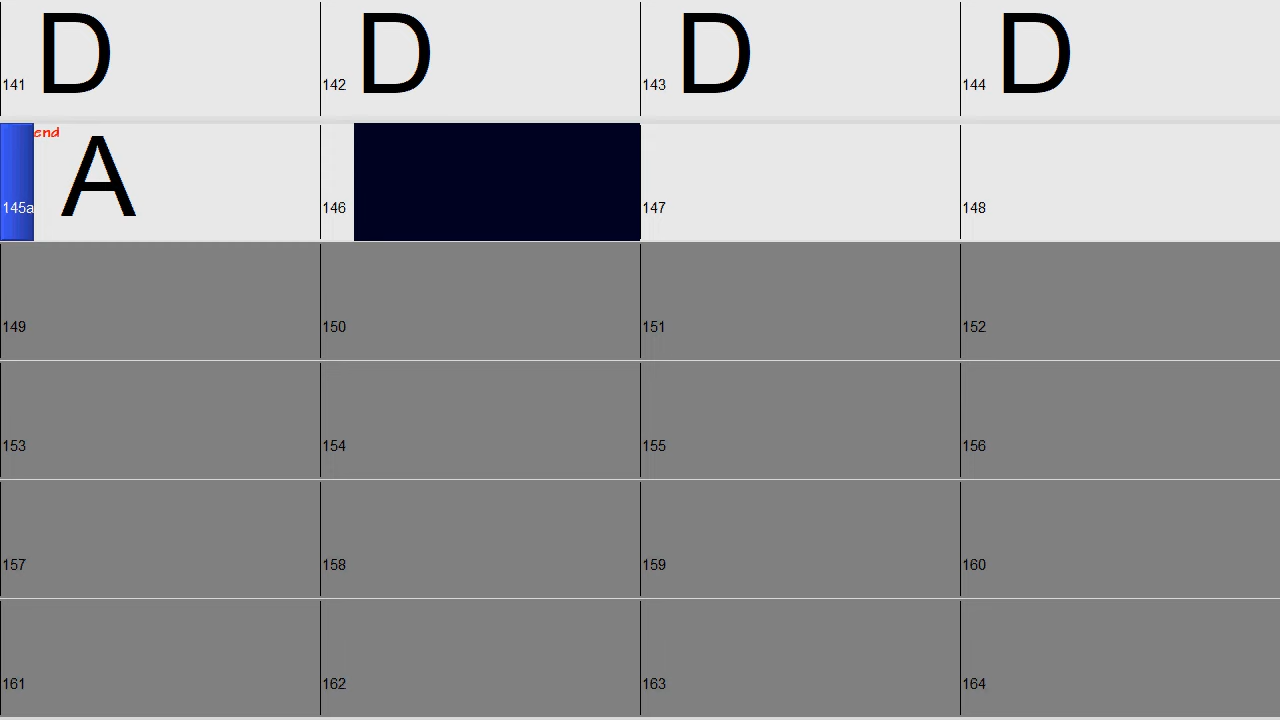 141 D 142 D 143 D 144 D
end
145a A 146 147 148
149 150 151 152
153 154 155 156
157 158 159 160
161 162 163 164